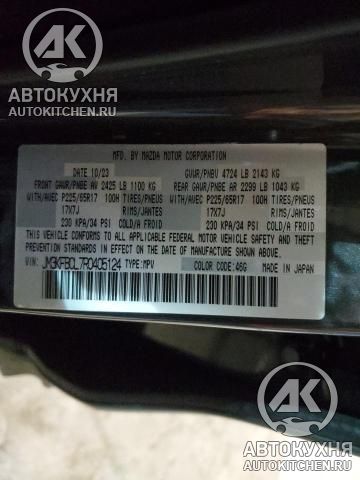 AK
АВТОКУХНЯ
AUTOKITCHEN.RU
MFD. BY MAZDA MOTOR CORPORATION
DATE 10/23 GVWR/PNBV 4724 LB 2143 KG
FRONT GAWR/PNBE AV 2425 LB 1100 KG REAR GAWR/PNBE AR 2299 LB 1043 KG
WITH/AVEC P225/65R17 100H TIRES/PNEUS WITH/AVEC P225/65R17 100H TIRES/PNEUS
17X7J RIMS/JANTES 17X7J RIMS/JANTES
230 KPA/34 PSI COLD/A FROID 230 KPA/34 PSI COLD/A FROID
THIS VEHICLE CONFORMS TO ALL APPLICABLE FEDERAL MOTOR VEHICLE
SAFETY, BUMPER, AND THEFT PREVENTION STANDARDS IN EFFECT ON THE
DATE OF MANUFACTURE SHOWN ABOVE.
VIN: JM3KFBCL7R0405124 TYPE:MPV COLOR:46G MADE IN JAPAN
AK
АВТОКУХНЯ
AUTOKITCHEN.RU